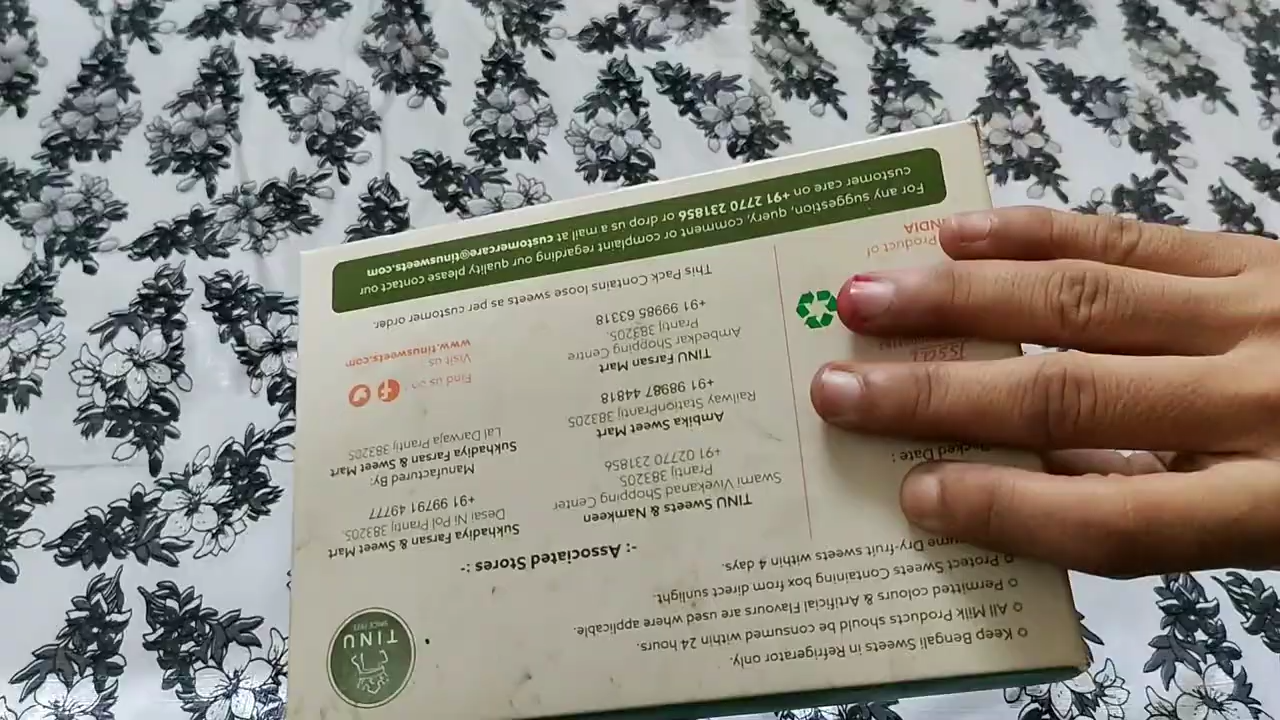 TINU
SINCE
Keep Bengali Sweets in Refrigerator only.
All Milk Products should be consumed within 24 hours.
Permitted colours & Artificial Flavours are used where applicable.
Protect Sweets Containing box from direct sunlight.
Dry-fruit sweets within 4 days.
-: Associated Stores :-
TINU Sweets & Namkeen
Swami Vivekanad Shopping Center
Prantij 383205
+91 02770 231856
Ambika Sweet Mart
Railway StationPrantij 383205
+91 98987 44818
TINU Farsan Mart
Ambedkar Shopping Centre
Prantij 383205.
+91 99985 63318
Sukhadiya Farsan & Sweet Mart
Desai Ni Pol Prantij 383205.
+91 99791 49777
Manufactured By:
Sukhadiya Farsan & Sweet Mart
Lal Darwaja Prantij 383205
Find us on
Visit us
www.tinusweets.com
This Pack Contains loose sweets as per customer order.
Date :
fssai
Product of
INDIA
For any suggestion, query, comment or complaint regarding our quality please contact our
customer care on +91 2770 231856 or drop us a mail at customercare@tinusweets.com